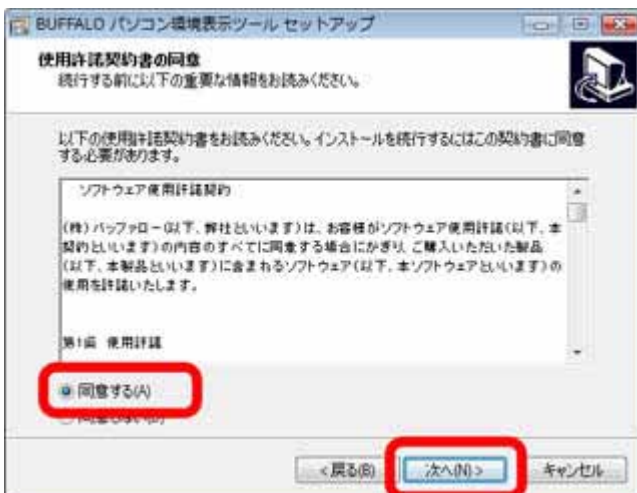 BUFFALO パソコン環境表示ツール セットアップ
使用許諾契約書の同意
続行する前に以下の重要な情報をお読みください。
以下の使用許諾契約書をお読みください。インストールを続行するにはこの契約書に同意
する必要があります。
ソフトウェア使用許諾契約
(株)バッファロー(以下、弊社といいます)は、お客様がソフトウェア使用許諾(以下、本
契約といいます)の内容のすべてに同意する場合にかぎり、ご購入いただいた製品
(以下、本製品といいます)に含まれるソフトウェア(以下、本ソフトウェアといいます)の
使用を許諾いたします。
第1条 使用許諾
同意する(A)
同意しない(D)
<戻る(B)
次へ(N)>
キャンセル